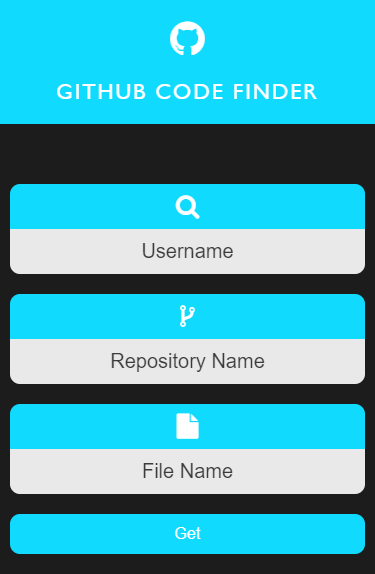 GITHUB CODE FINDER
Username
Repository Name
File Name
Get